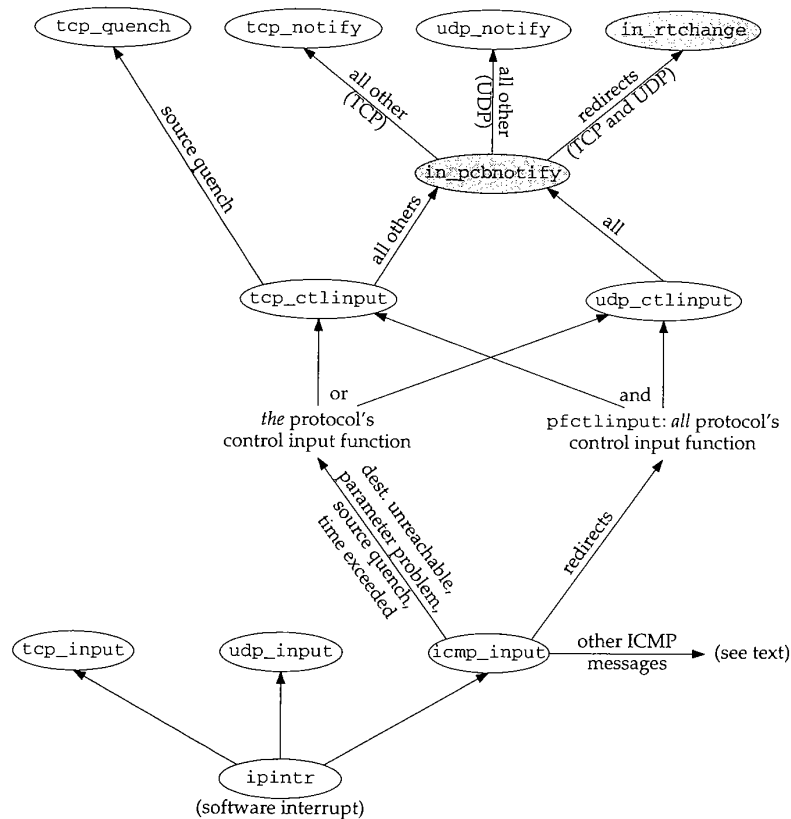 tcp_quench
tcp_notify
udp_notify
in_rtchange
all other
(TCP)
all other
(UDP)
redirects
(TCP and UDP)
source quench
in_pcbnotify
all others
all
tcp_ctlinput
udp_ctlinput
or
the protocol's
control input function
and
pfctlinput: all protocol's
control input function
dest. unreachable,
parameter problem,
source quench,
time exceeded
redirects
tcp_input
udp_input
icmp_input
other ICMP
messages
(see text)
ipintr
(software interrupt)